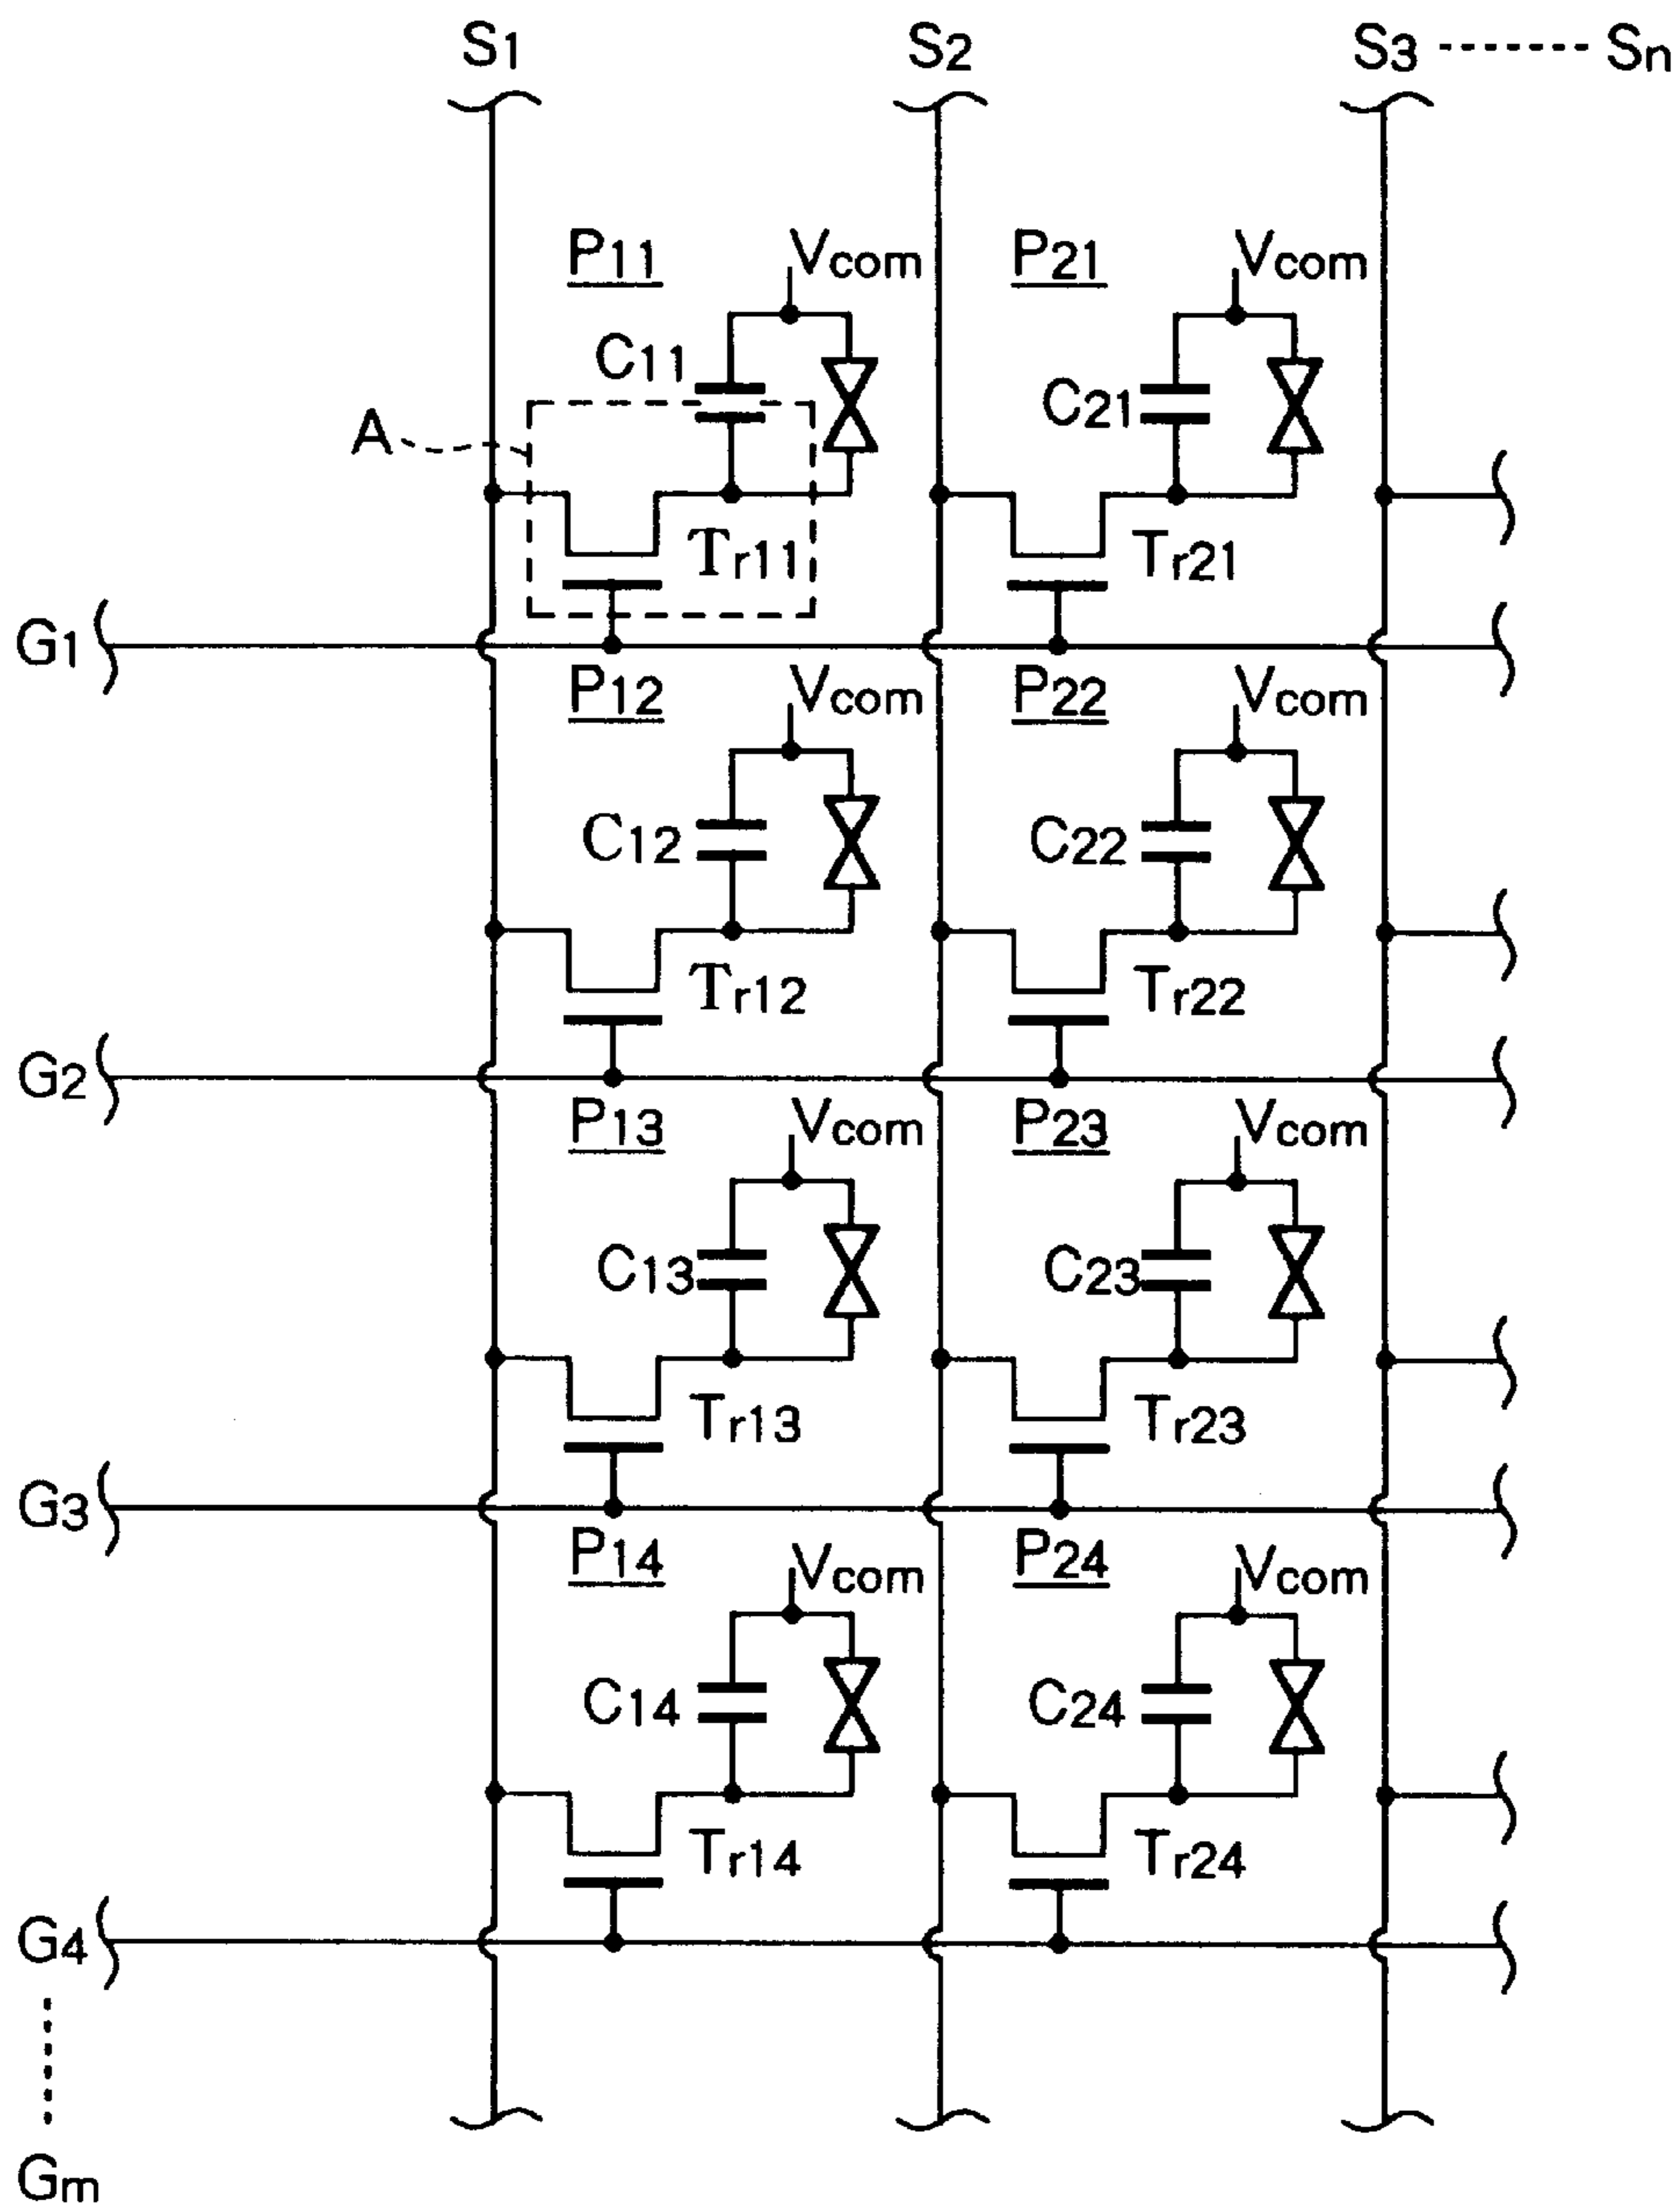 S1 S2 S3 Sn
P11 Vcom P21 Vcom
C11 C21
A
Tr11 Tr21
G1
P12 Vcom P22 Vcom
C12 C22
Tr12 Tr22
G2
P13 Vcom P23 Vcom
C13 C23
Tr13 Tr23
G3
P14 Vcom P24 Vcom
C14 C24
Tr14 Tr24
G4
Gm